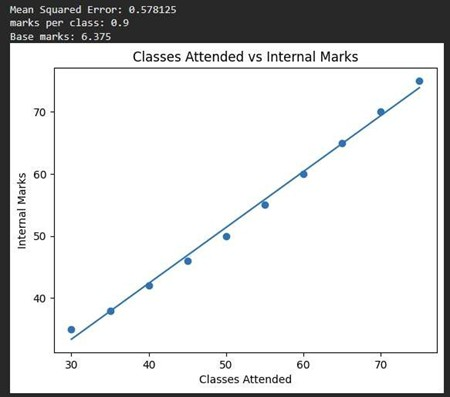 Mean Squared Error: 0.578125
marks per class: 0.9
Base marks: 6.375
Classes Attended vs Internal Marks
70
60
50
40
Internal Marks
30 40 50 60 70
Classes Attended